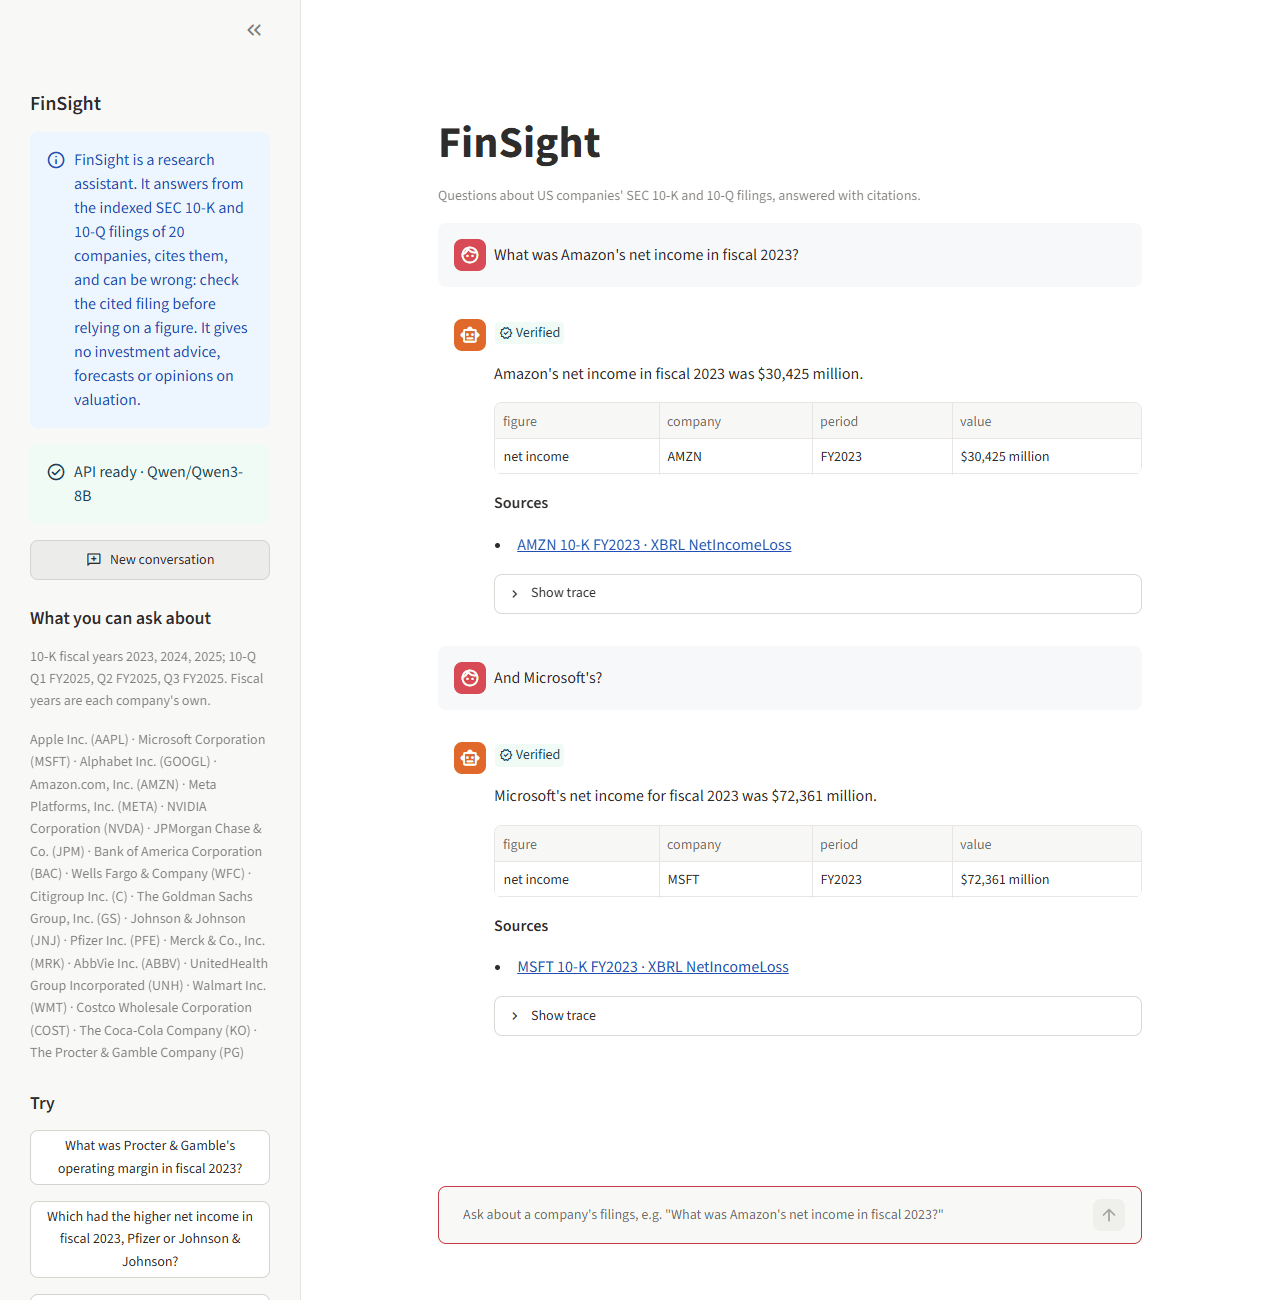 FinSight
FinSight is a research
assistant. It answers from
the indexed SEC 10-K and
10-Q filings of 20
companies, cites them,
and can be wrong: check
the cited filing before
relying on a figure. It gives
no investment advice,
forecasts or opinions on
valuation.
API ready · Qwen/Qwen3-
8B
New conversation
What you can ask about
10-K fiscal years 2023, 2024, 2025; 10-Q
Q1 FY2025, Q2 FY2025, Q3 FY2025. Fiscal
years are each company's own.
Apple Inc. (AAPL) · Microsoft Corporation
(MSFT) · Alphabet Inc. (GOOGL) ·
Amazon.com, Inc. (AMZN) · Meta
Platforms, Inc. (META) · NVIDIA
Corporation (NVDA) · JPMorgan Chase &
Co. (JPM) · Bank of America Corporation
(BAC) · Wells Fargo & Company (WFC) ·
Citigroup Inc. (C) · The Goldman Sachs
Group, Inc. (GS) · Johnson & Johnson
(JNJ) · Pfizer Inc. (PFE) · Merck & Co., Inc.
(MRK) · AbbVie Inc. (ABBV) · UnitedHealth
Group Incorporated (UNH) · Walmart Inc.
(WMT) · Costco Wholesale Corporation
(COST) · The Coca-Cola Company (KO) ·
The Procter & Gamble Company (PG)
Try
What was Procter & Gamble's
operating margin in fiscal 2023?
Which had the higher net income in
fiscal 2023, Pfizer or Johnson &
Johnson?
FinSight
Questions about US companies' SEC 10-K and 10-Q filings, answered with citations.
What was Amazon's net income in fiscal 2023?
Verified
Amazon's net income in fiscal 2023 was $30,425 million.
figure company period value
net income AMZN FY2023 $30,425 million
Sources
• AMZN 10-K FY2023 · XBRL NetIncomeLoss
Show trace
And Microsoft's?
Verified
Microsoft's net income for fiscal 2023 was $72,361 million.
figure company period value
net income MSFT FY2023 $72,361 million
Sources
• MSFT 10-K FY2023 · XBRL NetIncomeLoss
Show trace
Ask about a company's filings, e.g. "What was Amazon's net income in fiscal 2023?"